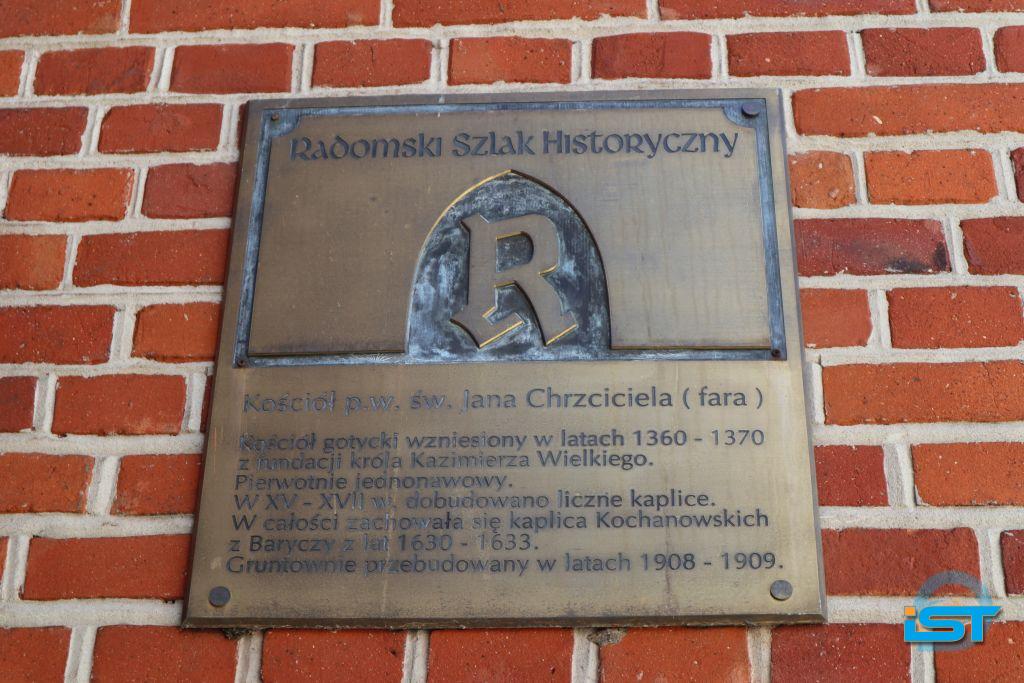 Radomski Szlak Historyczny
R
Kościół p.w. św. Jana Chrzciciela ( fara )
Kościół gotycki wzniesiony w latach 1360 - 1370
z fundacji króla Kazimierza Wielkiego.
Pierwotnie jednonawowy.
W XV - XVII w. dobudowano liczne kaplice.
W całości zachowała się kaplica Kochanowskich
z Baryczy z lat 1630 - 1633.
Gruntownie przebudowany w latach 1908 - 1909.
iST